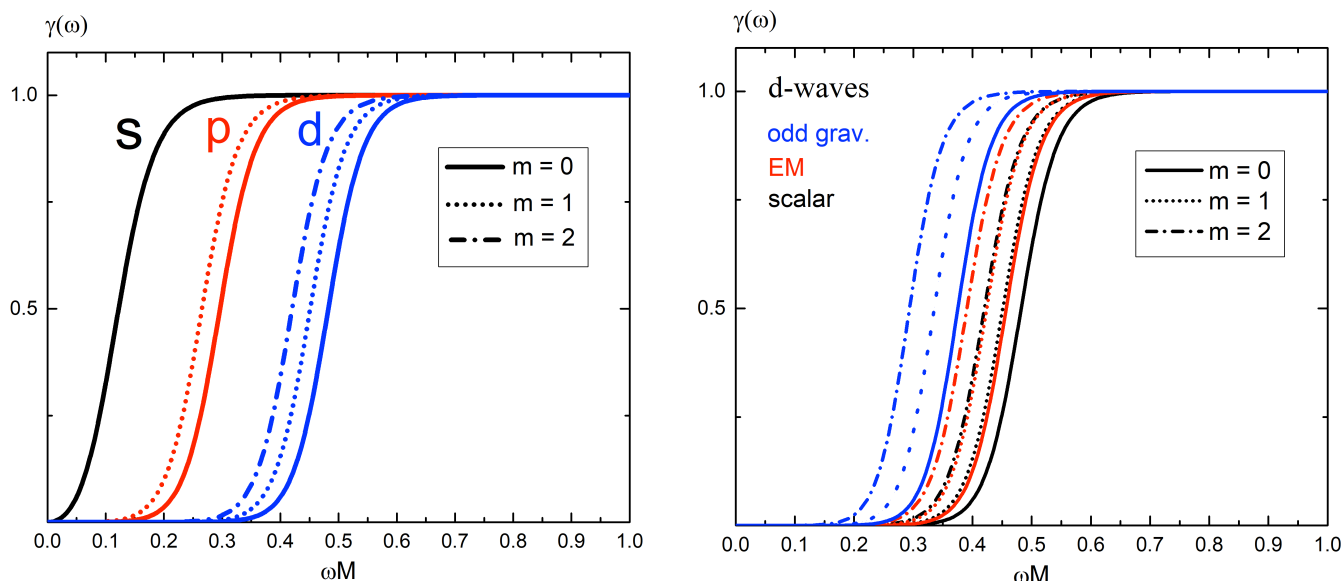 γ(ω)
1.0
0.5
s
p
d
m = 0
m = 1
m = 2
0.0 0.1 0.2 0.3 0.4 0.5 0.6 0.7 0.8 0.9 1.0
ωM
γ(ω)
1.0
0.5
d-waves
odd grav.
EM
scalar
m = 0
m = 1
m = 2
0.0 0.1 0.2 0.3 0.4 0.5 0.6 0.7 0.8 0.9 1.0
ωM